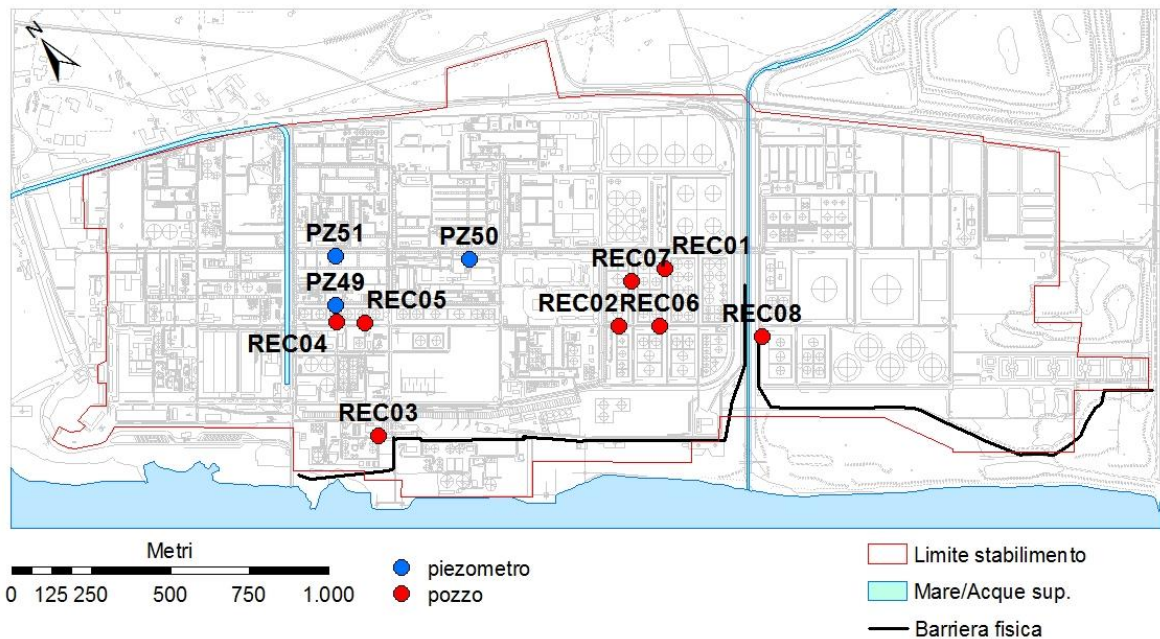 N
PZ51
PZ50
REC01
REC07
PZ49
REC05
REC02
REC06
REC08
REC04
REC03
Metri
0 125 250 500 750 1.000
piezometro
pozzo
Limite stabilimento
Mare/Acque sup.
Barriera fisica